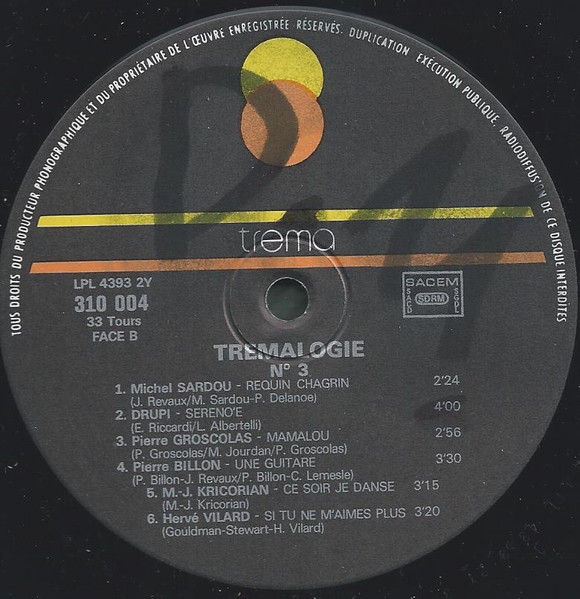 TOUS DROITS DU PRODUCTEUR PHONOGRAPHIQUE ET DU PROPRIÉTAIRE DE L'ŒUVRE ENREGISTRÉE RÉSERVÉS. DUPLICATION, EXÉCUTION PUBLIQUE, RADIODIFFUSION DE CE DISQUE INTERDITES
trema
LPL 4393 2Y
310 004
33 Tours
FACE B
SACEM
SACD SDRM SGDL
TREMALOGIE
N° 3
1. Michel SARDOU - REQUIN CHAGRIN 2'24
(J. Revaux/M. Sardou-P. Delanoe)
2. DRUPI - SERENO'E 4'00
(E. Riccardi/L. Albertelli)
3. Pierre GROSCOLAS - MAMALOU 2'56
(P. Groscolas/M. Jourdan/P. Groscolas)
4. Pierre BILLON - UNE GUITARE 3'30
(P. Billon-J. Revaux/P. Billon-C. Lemesle)
5. M.-J. KRICORIAN - CE SOIR JE DANSE 3'15
(M.-J. Kricorian)
6. Hervé VILARD - SI TU NE M'AIMES PLUS 3'20
(Gouldman-Stewart-H. Vilard)